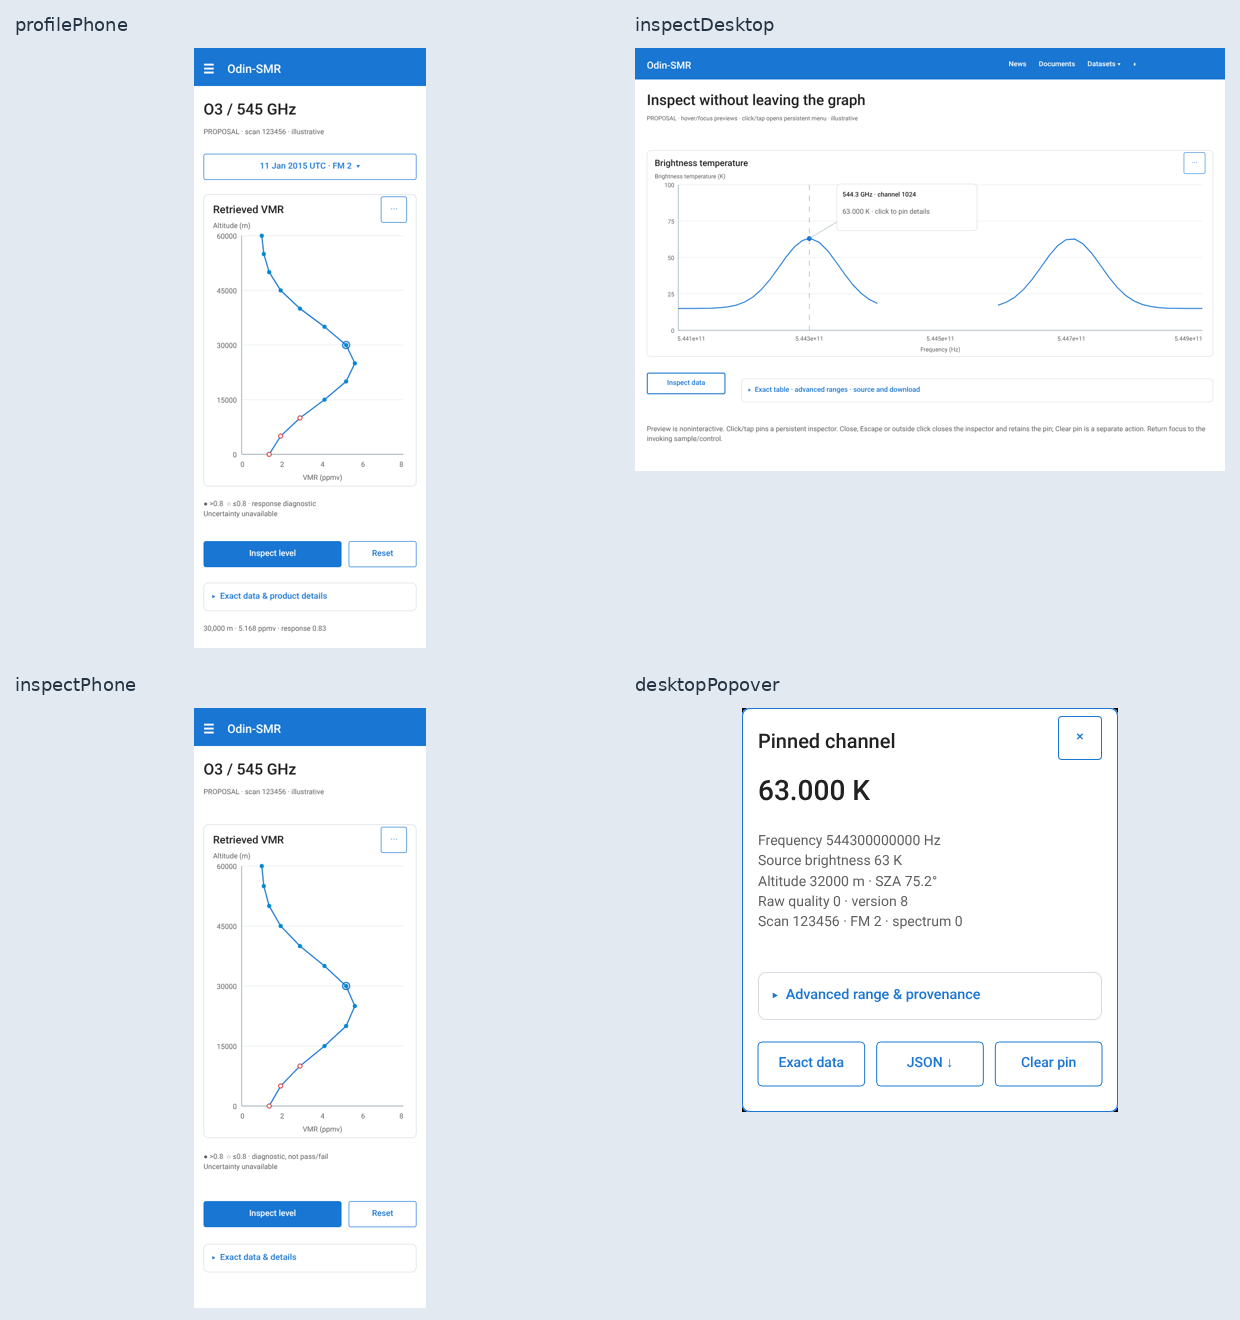 profilePhone
Odin-SMR
O3 / 545 GHz
PROPOSAL · scan 123456 · illustrative
11 Jan 2015 UTC · FM 2 ▾
Retrieved VMR
...
Altitude (m)
60000
45000
30000
15000
0
0 2 4 6 8
VMR (ppmv)
● >0.8 ○ ≤0.8 · response diagnostic
Uncertainty unavailable
Inspect level
Reset
▸ Exact data & product details
30,000 m · 5.168 ppmv · response 0.83
inspectDesktop
Odin-SMR
News Documents Datasets ▾
Inspect without leaving the graph
PROPOSAL · hover/focus previews · click/tap opens persistent menu · illustrative
Brightness temperature
...
Brightness temperature (K)
100
75
50
25
0
544.3 GHz · channel 1024
63.000 K · click to pin details
5.441e+11 5.443e+11 5.445e+11 5.447e+11 5.449e+11
Frequency (Hz)
Inspect data
▸ Exact table · advanced ranges · source and download
Preview is noninteractive. Click/tap pins a persistent inspector. Close, Escape or outside click closes the inspector and retains the pin; Clear pin is a separate action. Return focus to the
invoking sample/control.
inspectPhone
Odin-SMR
O3 / 545 GHz
PROPOSAL · scan 123456 · illustrative
Retrieved VMR
...
Altitude (m)
60000
45000
30000
15000
0
0 2 4 6 8
VMR (ppmv)
● >0.8 ○ ≤0.8 · diagnostic, not pass/fail
Uncertainty unavailable
Inspect level
Reset
▸ Exact data & details
desktopPopover
Pinned channel
×
63.000 K
Frequency 544300000000 Hz
Source brightness 63 K
Altitude 32000 m · SZA 75.2°
Raw quality 0 · version 8
Scan 123456 · FM 2 · spectrum 0
▸ Advanced range & provenance
Exact data
JSON ↓
Clear pin